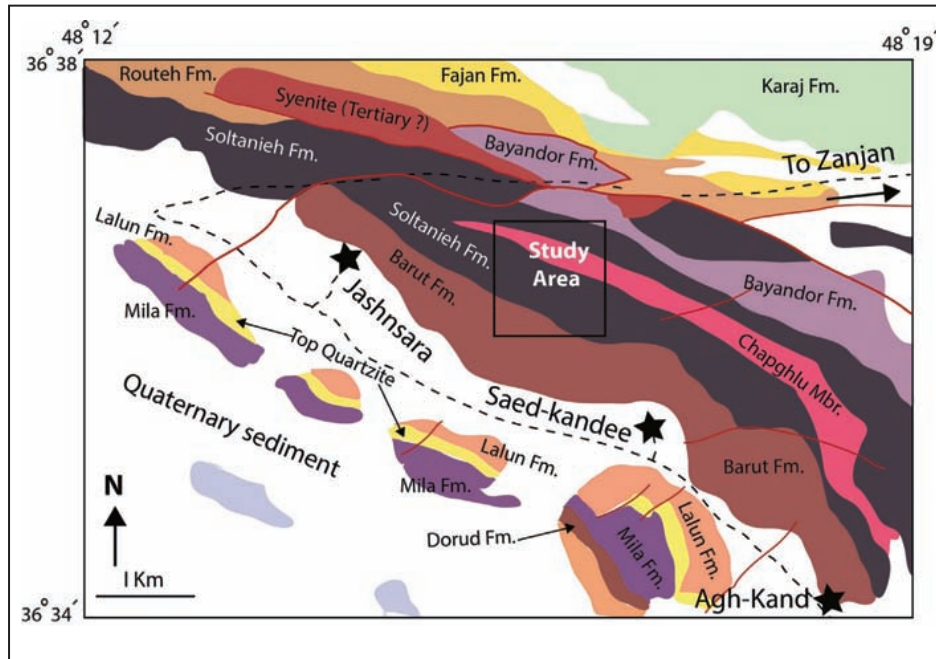 48° 12´
48° 19´
36° 38´
Routeh Fm.
Fajan Fm.
Karaj Fm.
Syenite (Tertiary ?)
Soltanieh Fm.
Bayandor Fm.
To Zanjan
Lalun Fm.
Soltanieh Fm.
Study
Area
Barut Fm.
Bayandor Fm.
Mila Fm.
Jashnsara
Top Quartzite
Chapghlu Mbr.
Quaternary sediment
Saed-kandee
Lalun Fm.
Mila Fm.
Barut Fm.
N
Dorud Fm.
Mila Fm.
Lalun Fm.
1 Km
Agh-Kand
36° 34´